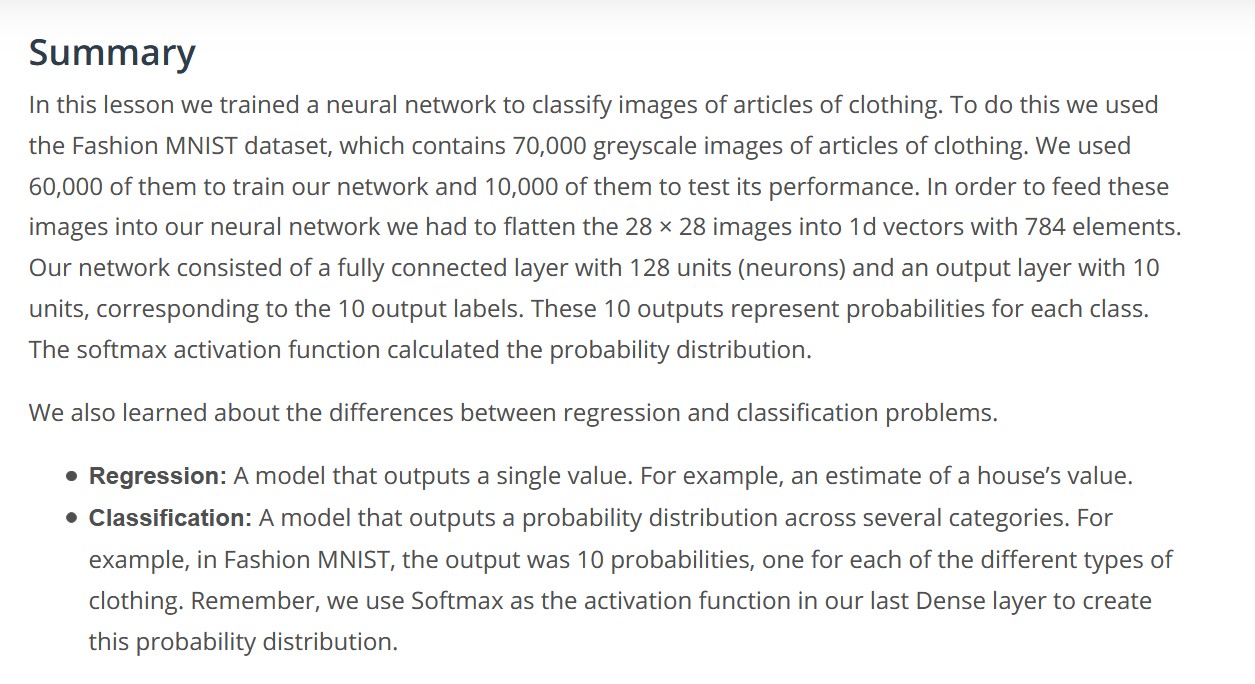 Summary
In this lesson we trained a neural network to classify images of articles of clothing. To do this we used
the Fashion MNIST dataset, which contains 70,000 greyscale images of articles of clothing. We used
60,000 of them to train our network and 10,000 of them to test its performance. In order to feed these
images into our neural network we had to flatten the 28 × 28 images into 1d vectors with 784 elements.
Our network consisted of a fully connected layer with 128 units (neurons) and an output layer with 10
units, corresponding to the 10 output labels. These 10 outputs represent probabilities for each class.
The softmax activation function calculated the probability distribution.
We also learned about the differences between regression and classification problems.
• Regression: A model that outputs a single value. For example, an estimate of a house’s value.
• Classification: A model that outputs a probability distribution across several categories. For
example, in Fashion MNIST, the output was 10 probabilities, one for each of the different types of
clothing. Remember, we use Softmax as the activation function in our last Dense layer to create
this probability distribution.